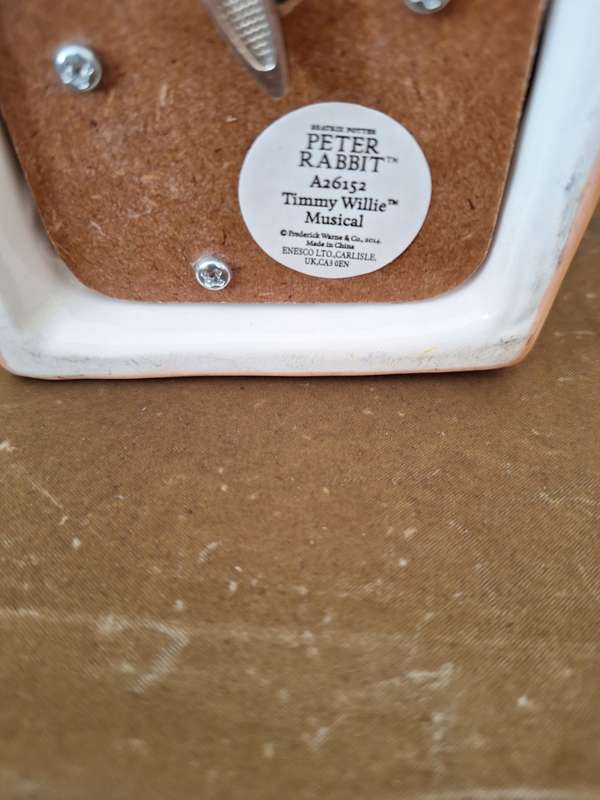 BEATRIX POTTER
PETER
RABBIT™
A26152
Timmy Willie™
Musical
© Frederick Warne & Co., 2014.
Made in China
ENESCO LTD., CARLISLE,
UK, CA3 0EN